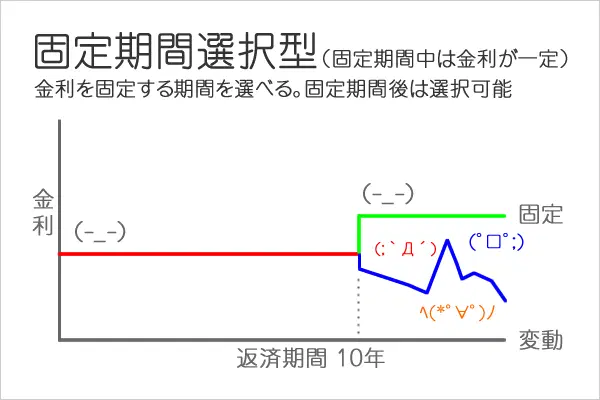 固定期間選択型（固定期間中は金利が一定）
金利を固定する期間を選べる。固定期間後は選択可能
金利
(-_-)
(-_-)
固定
(;｀Д´)
(ﾟロﾟ;)
ヘ(*ﾟ∀ﾟ)ノ
変動
返済期間 10年